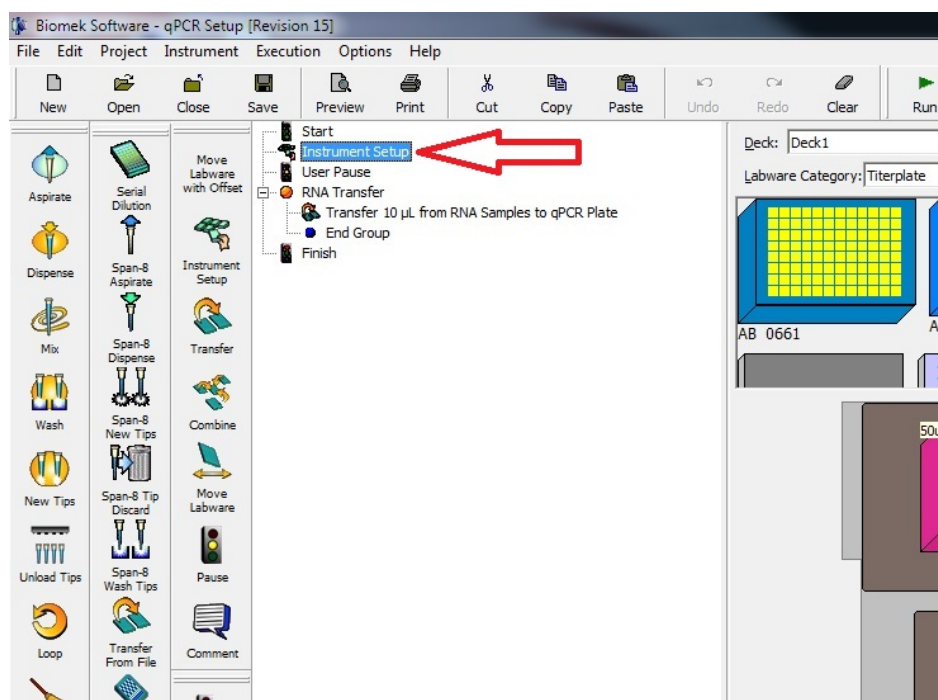 Biomek Software - qPCR Setup [Revision 15]
File Edit Project Instrument Execution Options Help
New Open Close Save Preview Print Cut Copy Paste Undo Redo Clear Run
Aspirate
Dispense
Mix
Wash
New Tips
Unload Tips
Loop
Serial
Dilution
Span-8
Aspirate
Span-8
Dispense
Span-8
New Tips
Span-8 Tip
Discard
Span-8
Wash Tips
Transfer
From File
Move
Labware
with Offset
Instrument
Setup
Transfer
Combine
Move
Labware
Pause
Comment
Start
Instrument Setup
User Pause
RNA Transfer
Transfer 10 µL from RNA Samples to qPCR Plate
End Group
Finish
Deck: Deck1
Labware Category: Titerplate
AB 0661
A